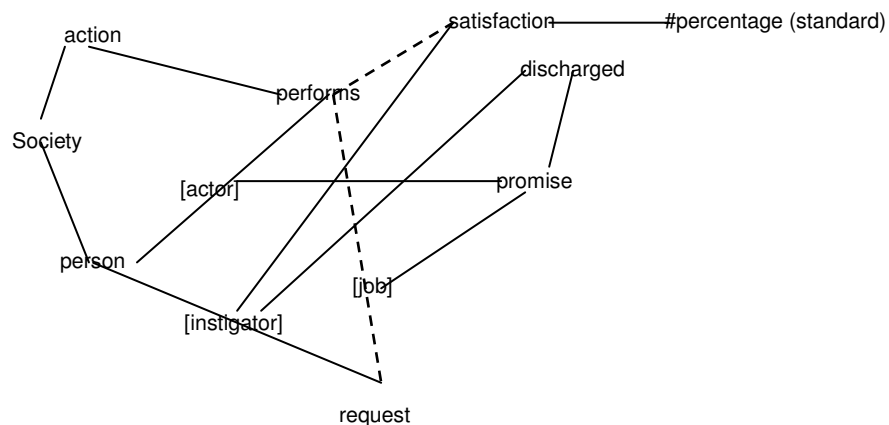 satisfaction
#percentage (standard)
action
discharged
performs
Society
[actor]
promise
person
[job]
[instigator]
request